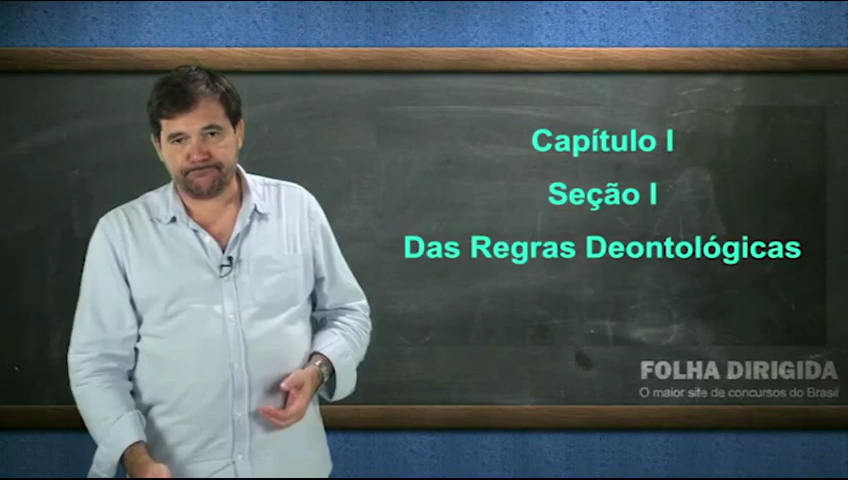 Capítulo I
Seção I
Das Regras Deontológicas
FOLHA DIRIGIDA
O maior site de concursos do Brasil